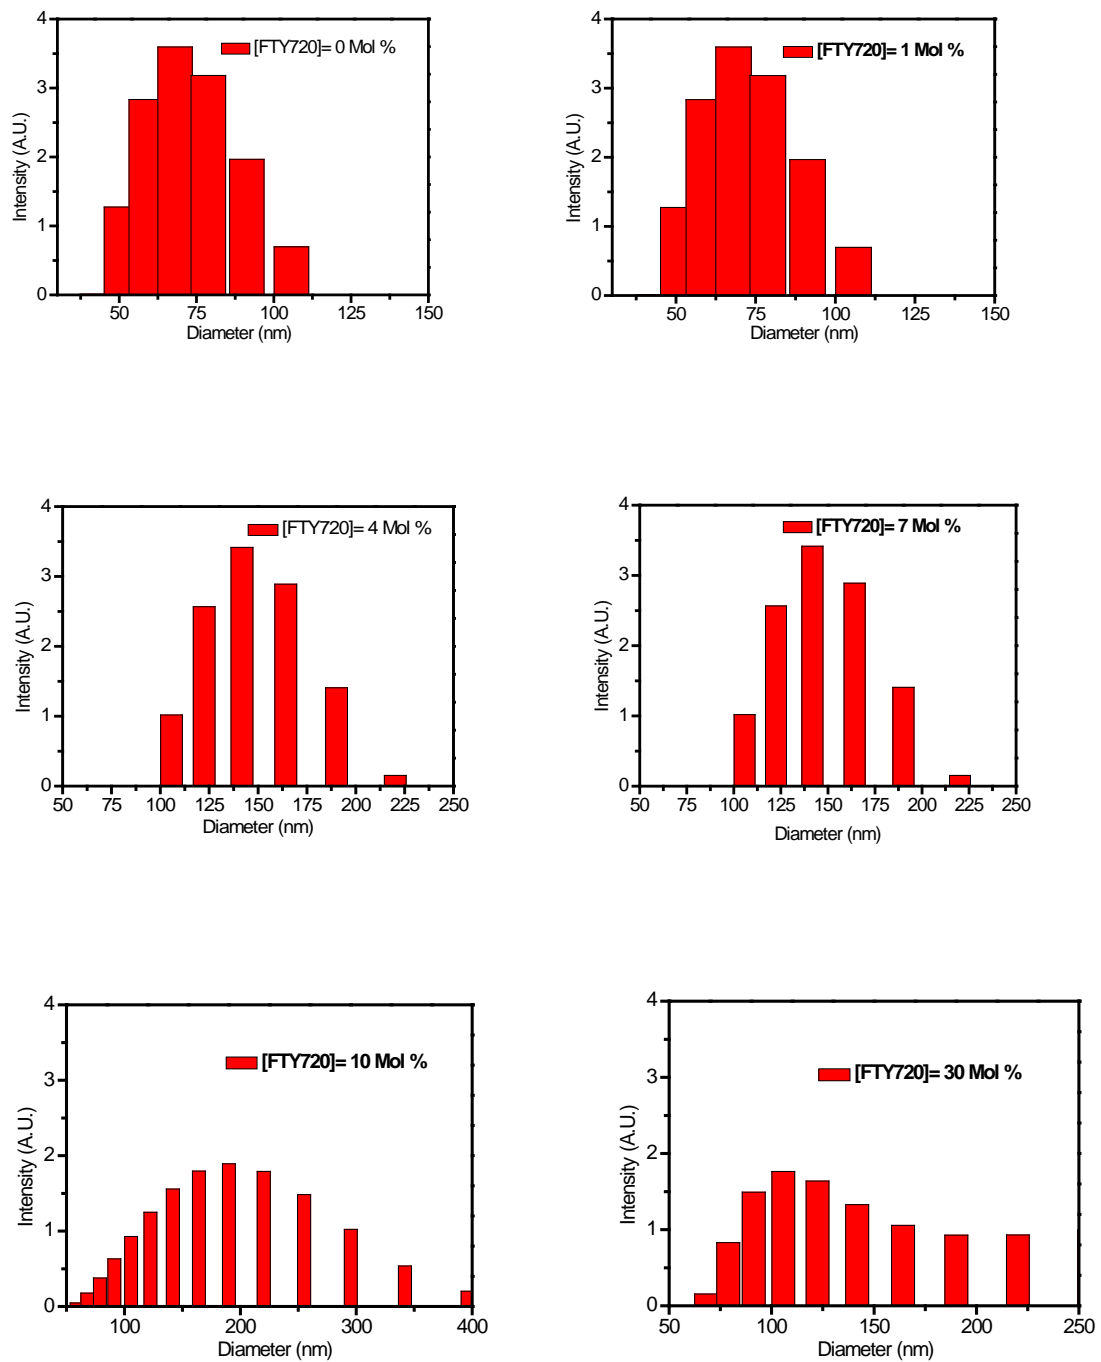 4
3
2
1
0
Intensity (A.U.)
[FTY720]= 0 Mol %
50 75 100 125 150
Diameter (nm)
4
3
2
1
0
Intensity (A.U.)
[FTY720]= 1 Mol %
50 75 100 125 150
Diameter (nm)
4
3
2
1
0
Intensity (A.U.)
[FTY720]= 4 Mol %
50 75 100 125 150 175 200 225 250
Diameter (nm)
4
3
2
1
0
Intensity (A.U.)
[FTY720]= 7 Mol %
50 75 100 125 150 175 200 225 250
Diameter (nm)
4
3
2
1
0
Intensity (A.U.)
[FTY720]= 10 Mol %
100 200 300 400
Diameter (nm)
4
3
2
1
0
Intensity (A.U.)
[FTY720]= 30 Mol %
50 100 150 200 250
Diameter (nm)